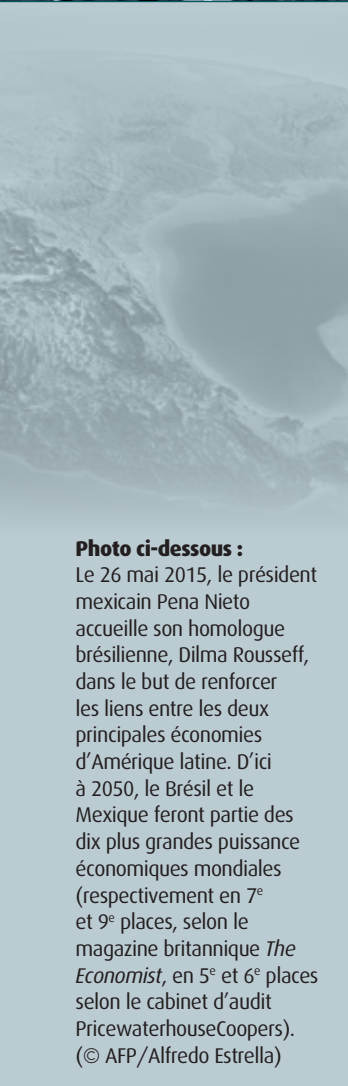 Photo ci-dessous :
Le 26 mai 2015, le président
mexicain Pena Nieto
accueille son homologue
brésilienne, Dilma Rousseff,
dans le but de renforcer
les liens entre les deux
principales économies
d’Amérique latine. D’ici
à 2050, le Brésil et le
Mexique feront partie des
dix plus grandes puissance
économiques mondiales
(respectivement en 7e
et 9e places, selon le
magazine britannique The
Economist, en 5e et 6e places
selon le cabinet d’audit
PricewaterhouseCoopers).
(© AFP/Alfredo Estrella)